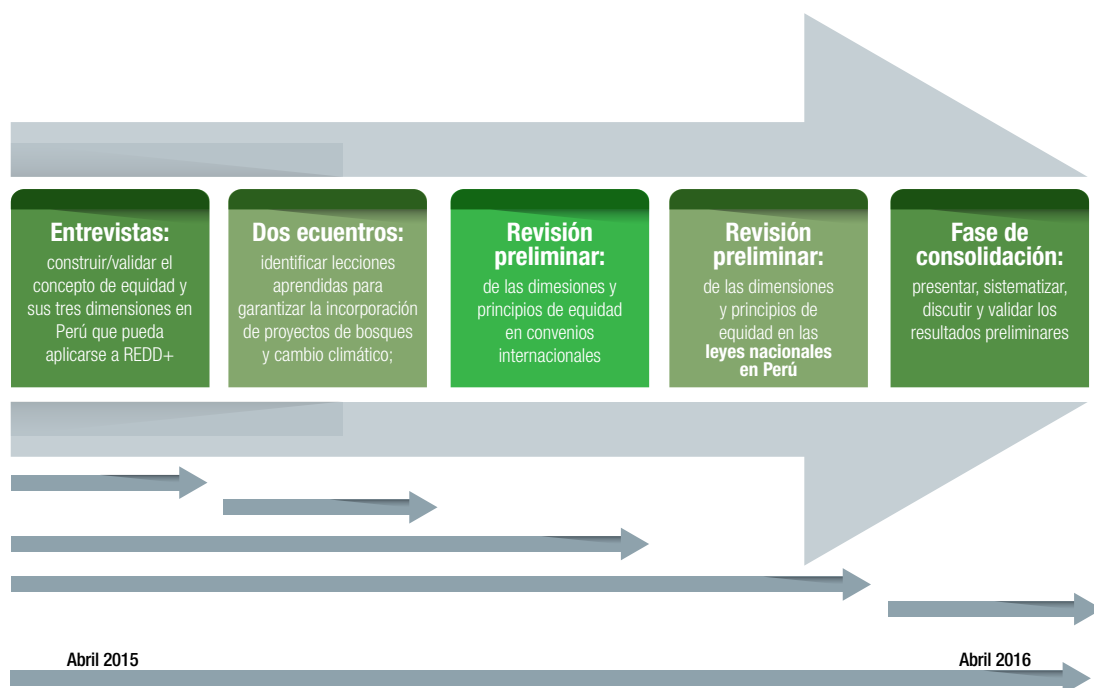 Entrevistas:
construir/validar el
concepto de equidad y
sus tres dimensiones en
Perú que pueda
aplicarse a REDD+
Dos ecuentros:
identificar lecciones
aprendidas para
garantizar la incorporación
de proyectos de bosques
y cambio climático;
Revisión
preliminar:
de las dimesiones y
principios de equidad
en convenios
internacionales
Revisión
preliminar:
de las dimensiones
y principios de
equidad en las
leyes nacionales
en Perú
Fase de
consolidación:
presentar, sistematizar,
discutir y validar los
resultados preliminares
Abril 2015
Abril 2016